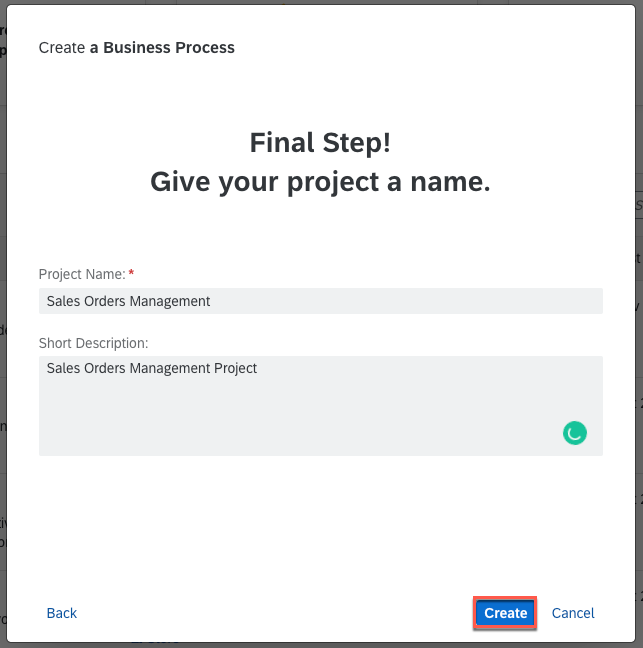 Create a Business Process
Final Step!
Give your project a name.
Project Name: *
Sales Orders Management
Short Description:
Sales Orders Management Project
Back
Create
Cancel